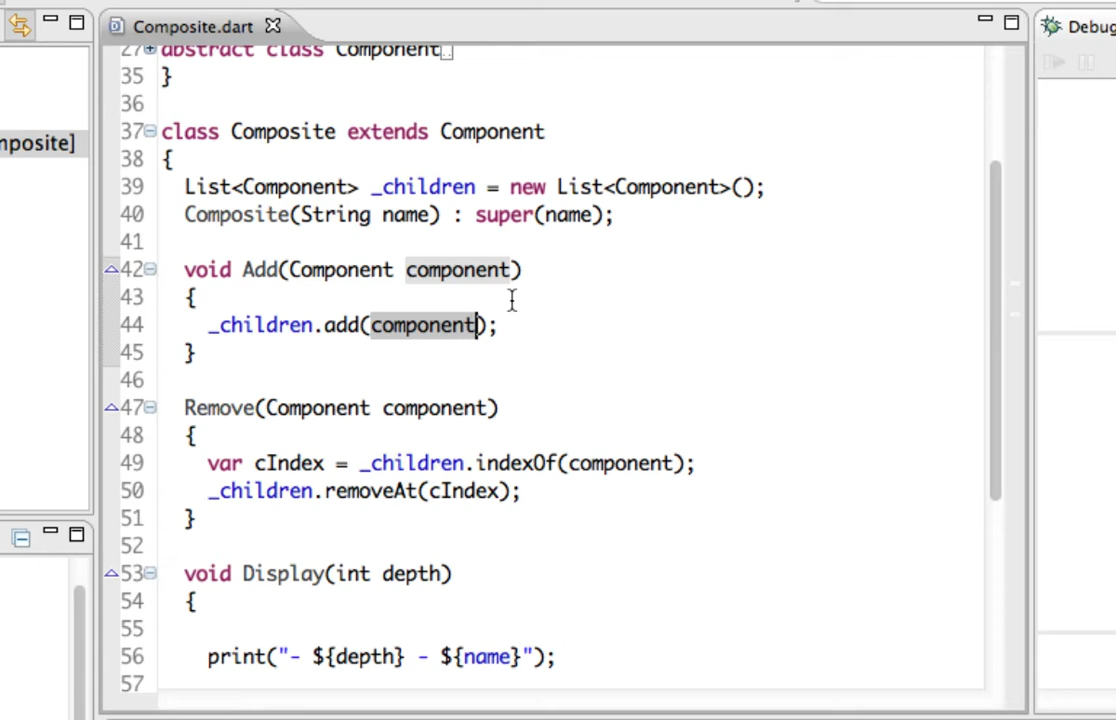 Composite.dart
Debug
mposite]
27 abstract class Component
35 }
36
37 class Composite extends Component
38 {
39 List<Component> _children = new List<Component>();
40 Composite(String name) : super(name);
41
42 void Add(Component component)
43 {
44 _children.add(component);
45 }
46
47 Remove(Component component)
48 {
49 var cIndex = _children.indexOf(component);
50 _children.removeAt(cIndex);
51 }
52
53 void Display(int depth)
54 {
55
56 print("- ${depth} - ${name}");
57